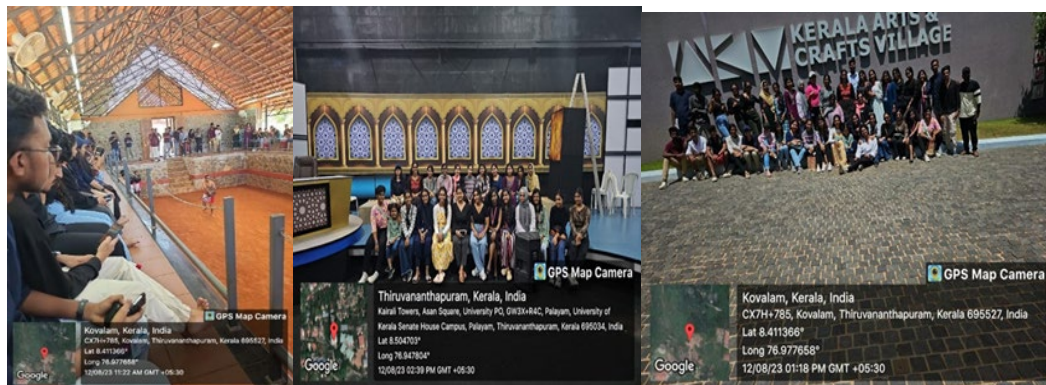 GPS Map Camera
Kovalam, Kerala, India
CX7H+785, Kovalam, Thiruvananthapuram, Kerala 695527, India
Lat 8.411366°
Long 76.977658°
12/08/23 11:22 AM GMT +05:30
Google
GPS Map Camera
Thiruvananthapuram, Kerala, India
Kairali Towers, Asan Square, University PO, GW3X+R4C, Palayam, University of
Kerala Senate House Campus, Palayam, Thiruvananthapuram, Kerala 695034, India
Lat 8.504703°
Long 76.947804°
12/08/23 02:39 PM GMT +05:30
Google
KERALA ARTS &
CRAFTS VILLAGE
GPS Map Camera
Kovalam, Kerala, India
CX7H+785, Kovalam, Thiruvananthapuram, Kerala 695527, India
Lat 8.411366°
Long 76.977658°
12/08/23 01:18 PM GMT +05:30
Google